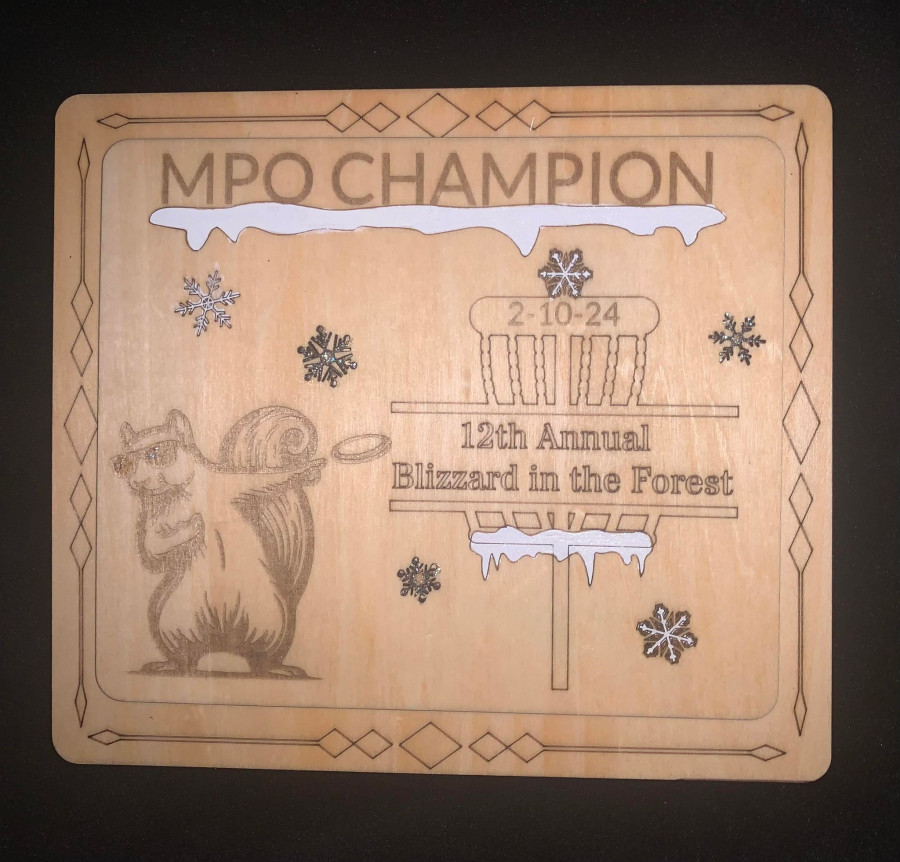 MPO CHAMPION
2-10-24
12th Annual
Blizzard in the Forest